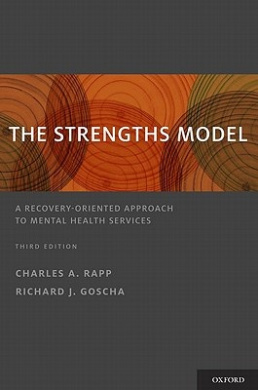 THE STRENGTHS MODEL
A RECOVERY-ORIENTED APPROACH
TO MENTAL HEALTH SERVICES
THIRD EDITION
CHARLES A. RAPP
RICHARD J. GOSCHA
OXFORD